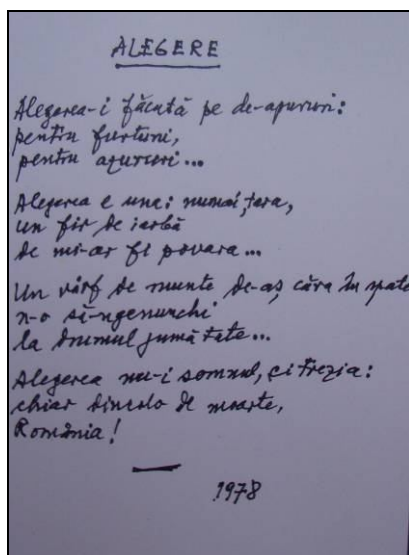 ALEGERE
Alegerea-i făcută pe de-apururi:
pentru furtuni,
pentru azururi...
Alegerea e una: numai țara,
un fir de iarbă
de mi-ar fi povara...
Un vârf de munte de-aș căra în spate
n-o să-ngenunchi
la drumul jumătate...
Alegerea nu-i somnul, ci trezia:
chiar dincolo de moarte,
România!
1978